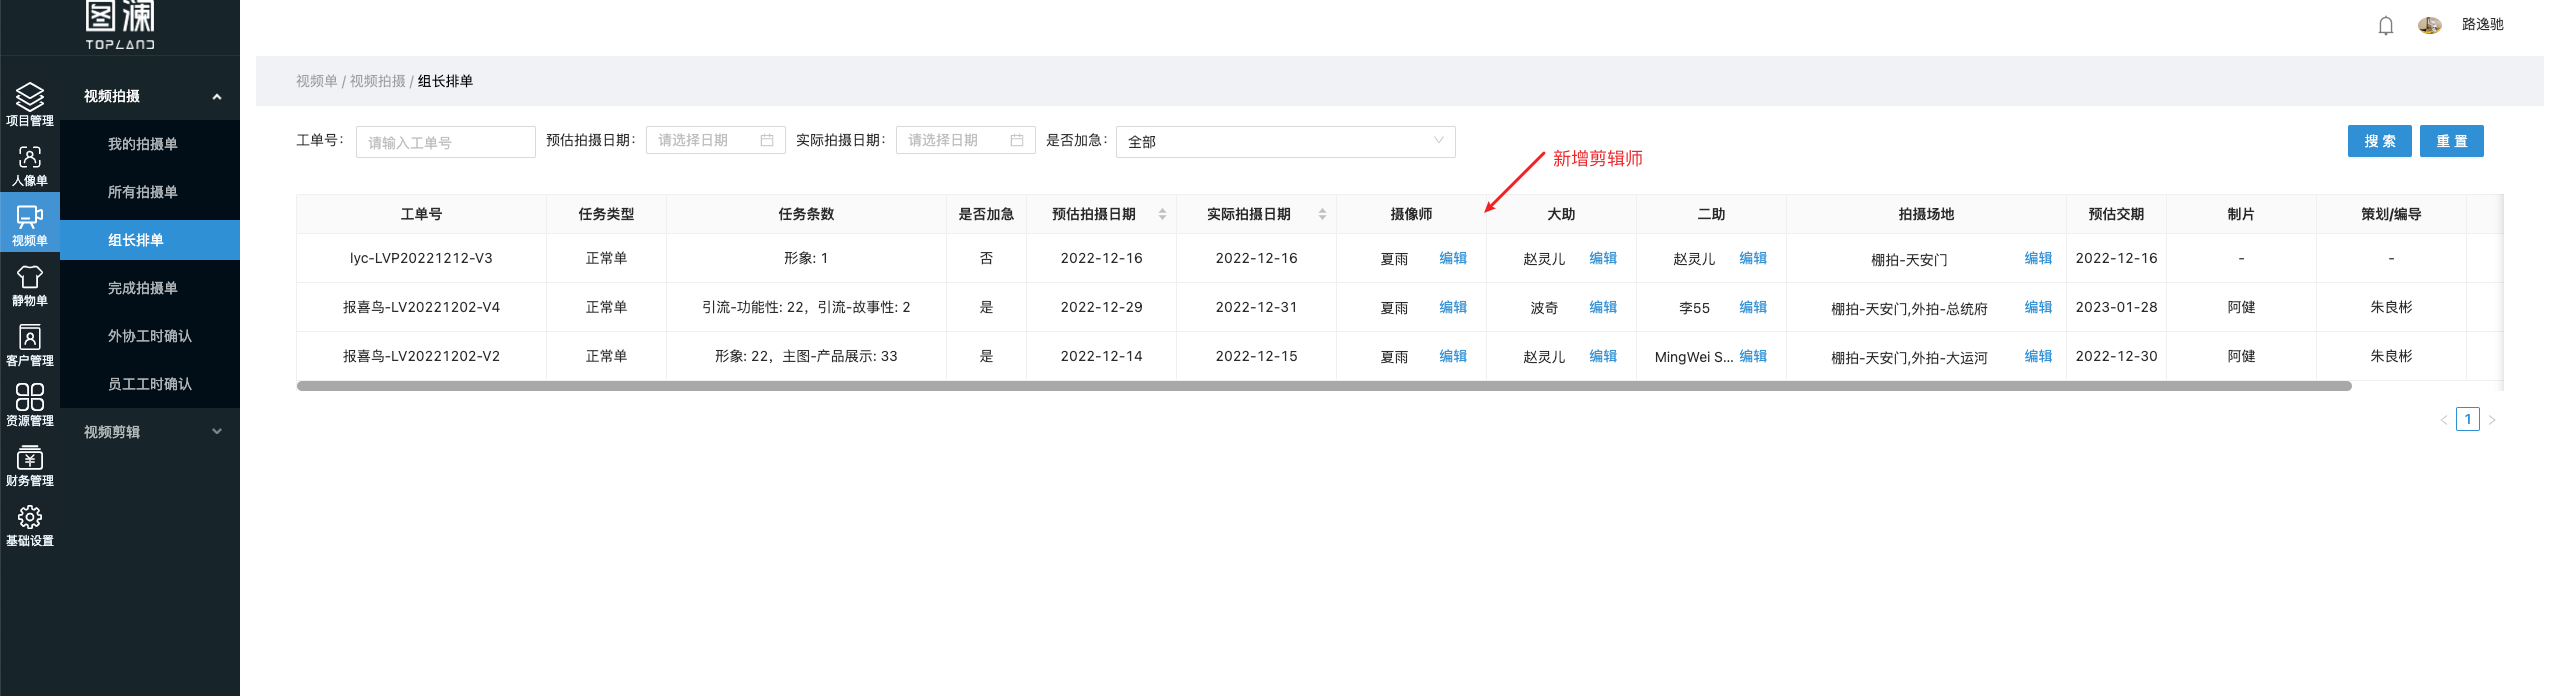 图澜
TOPLAND
路逸驰
项目管理
人像单
视频单
静物单
客户管理
资源管理
财务管理
基础设置
视频拍摄
我的拍摄单
所有拍摄单
组长排单
完成拍摄单
外协工时确认
员工工时确认
视频剪辑
视频单 / 视频拍摄 / 组长排单
工单号: 请输入工单号 预估拍摄日期: 请选择日期 实际拍摄日期: 请选择日期 是否加急: 全部 搜 索 重 置
新增剪辑师
工单号 任务类型 任务条数 是否加急 预估拍摄日期 实际拍摄日期 摄像师 大助 二助 拍摄场地 预估交期 制片 策划/编导
lyc-LVP20221212-V3 正常单 形象: 1 否 2022-12-16 2022-12-16 夏雨 编辑 赵灵儿 编辑 赵灵儿 编辑 棚拍-天安门 编辑 2022-12-16 - -
报喜鸟-LV20221202-V4 正常单 引流-功能性: 22，引流-故事性: 2 是 2022-12-29 2022-12-31 夏雨 编辑 波奇 编辑 李55 编辑 棚拍-天安门,外拍-总统府 编辑 2023-01-28 阿健 朱良彬
报喜鸟-LV20221202-V2 正常单 形象: 22，主图-产品展示: 33 是 2022-12-14 2022-12-15 夏雨 编辑 赵灵儿 编辑 MingWei S... 编辑 棚拍-天安门,外拍-大运河 编辑 2022-12-30 阿健 朱良彬
< 1 >